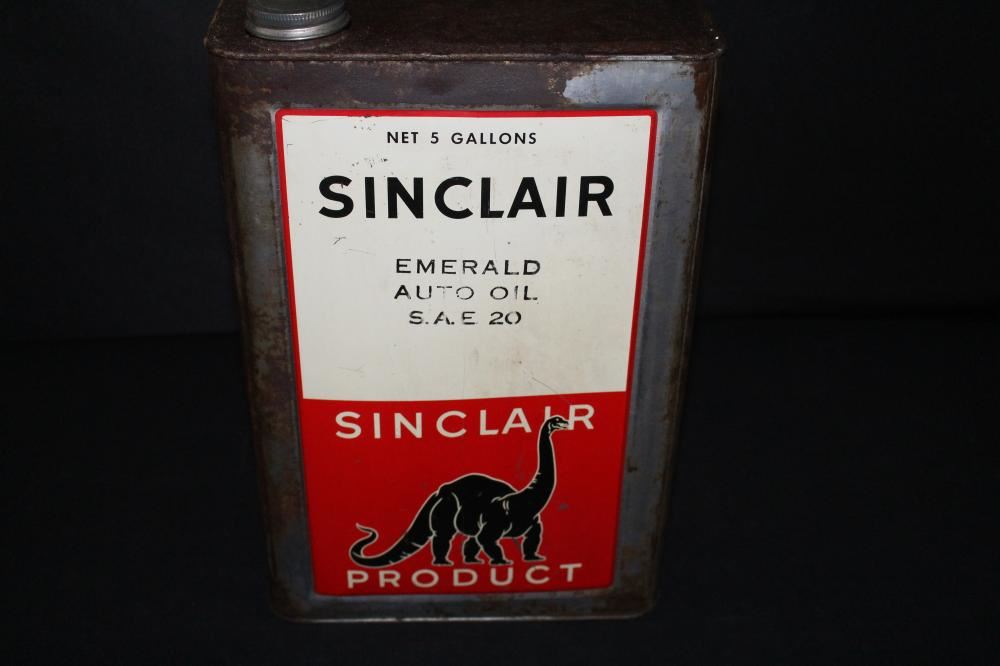 NET 5 GALLONS
SINCLAIR
EMERALD
AUTO OIL
S.A.E 20
SINCLAIR
PRODUCT